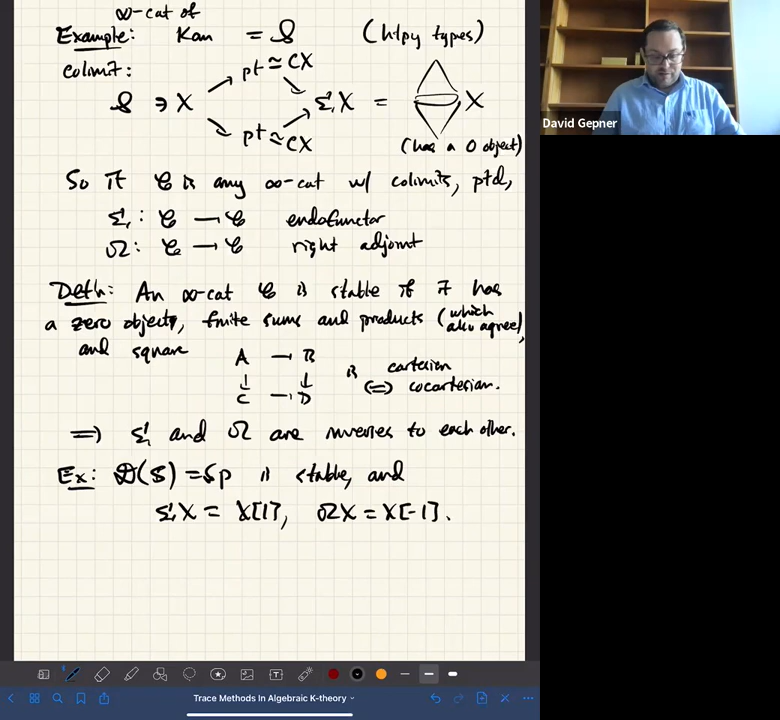 ∞-cat of
Example: Kan = S (htpy types)
colimit:
pt ≃ CX
S ∋ X ΣX = X
pt ≃ CX
(has a 0 object)
So if C is any ∞-cat w/ colimits, ptd,
Σ: C → C endofunctor
Ω: C → C right adjoint
Defn: An ∞-cat C is stable if it has
a zero object, finite sums and products (which also agree),
and square
A → B
↓ ↓ is cartesian
C → D ⇔ cocartesian.
⇒ Σ and Ω are inverses to each other.
Ex: D(S) = Sp is stable, and
ΣX = X[1], ΩX = X[-1].
David Gepner
Trace Methods In Algebraic K-theory